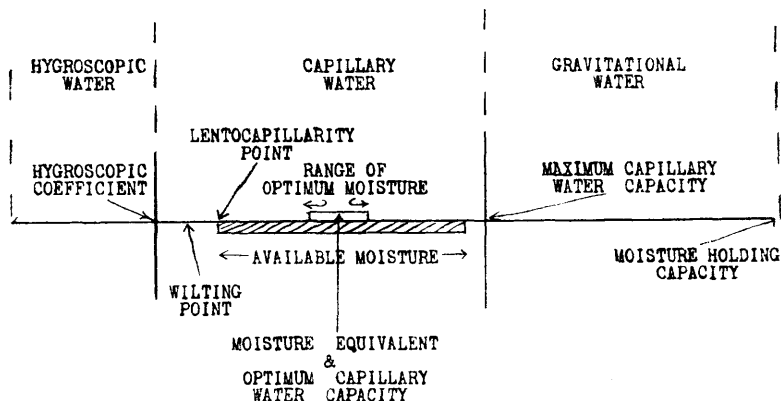 HYGROSCOPIC
WATER
CAPILLARY
WATER
GRAVITATIONAL
WATER
LENTOCAPILLARITY
POINT
HYGROSCOPIC
COEFFICIENT
RANGE OF
OPTIMUM MOISTURE
MAXIMUM CAPILLARY
WATER CAPACITY
AVAILABLE MOISTURE
MOISTURE HOLDING
CAPACITY
WILTING
POINT
MOISTURE EQUIVALENT
&
OPTIMUM CAPILLARY
WATER CAPACITY